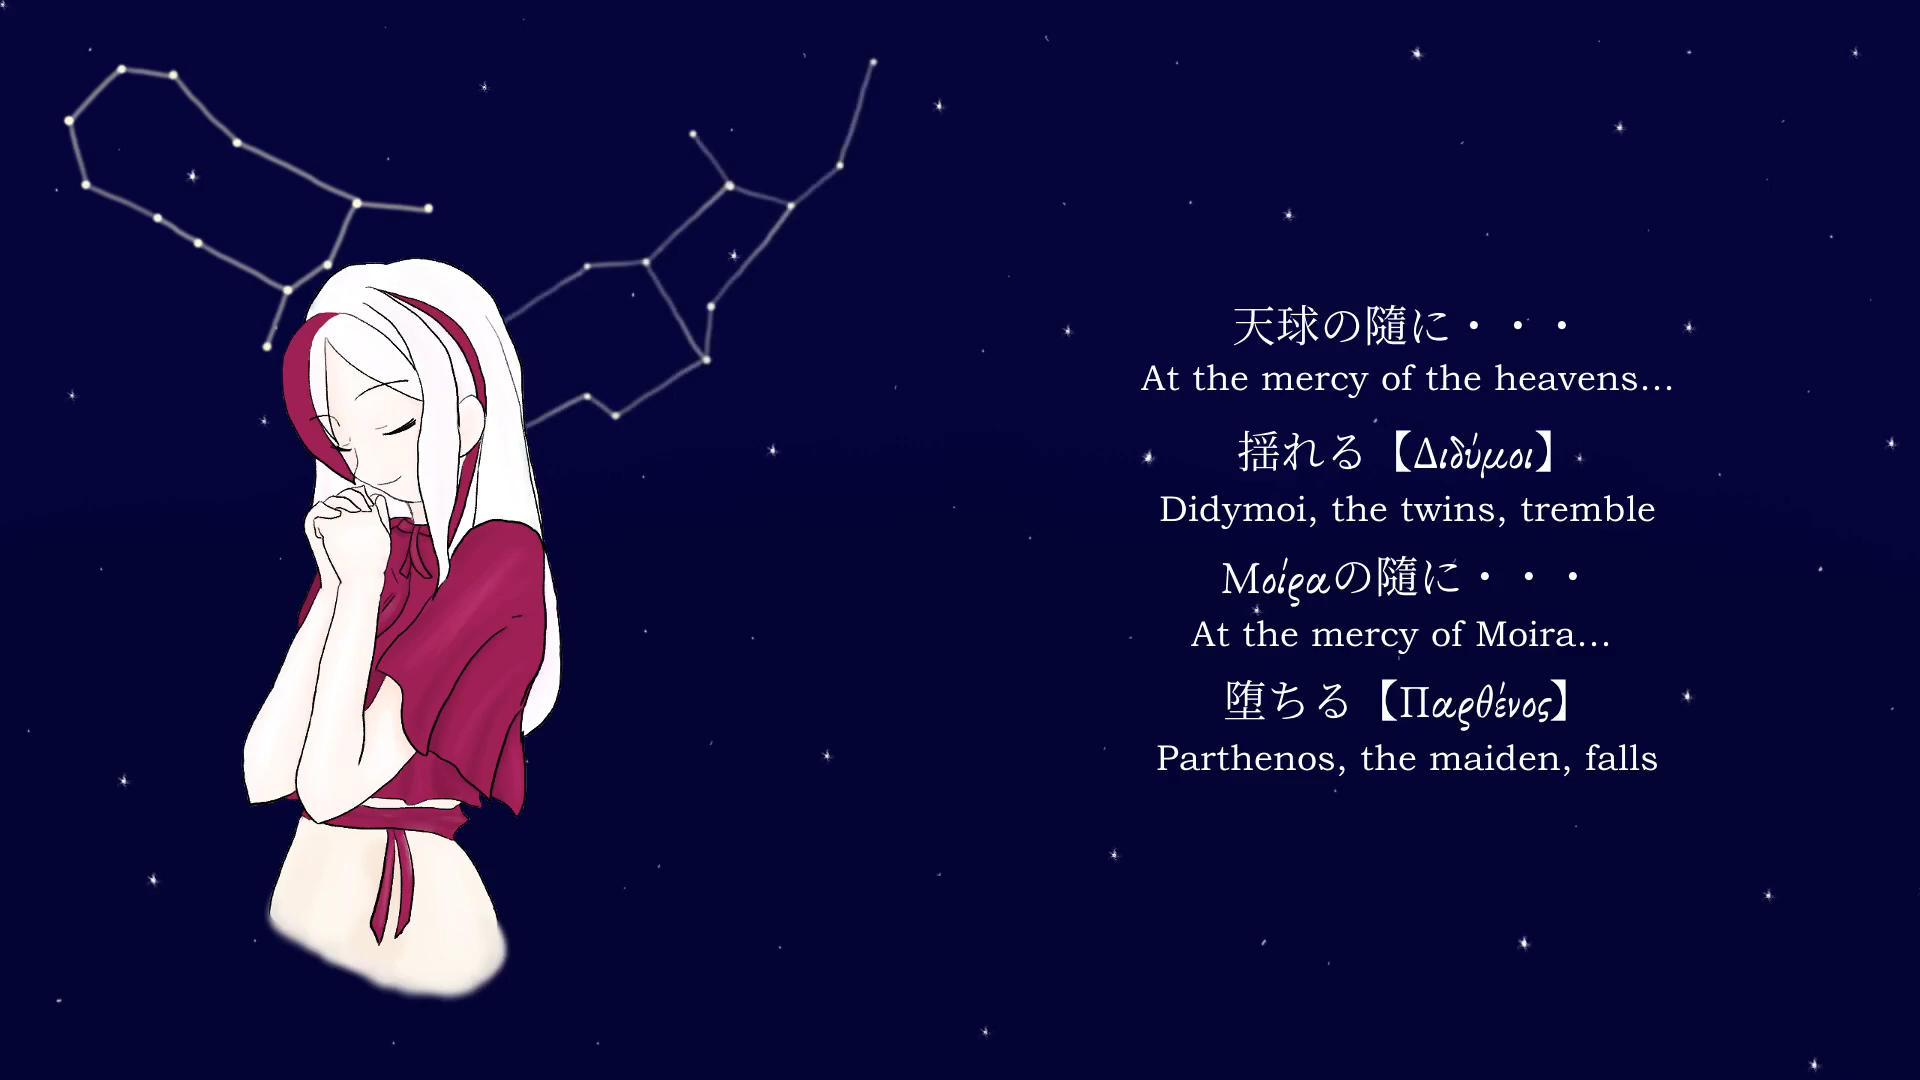 天球の隨に・・・
At the mercy of the heavens...
揺れる【Διδύμοι】
Didymoi, the twins, tremble
Μοίραの隨に・・・
At the mercy of Moira...
堕ちる【Παρθένος】
Parthenos, the maiden, falls